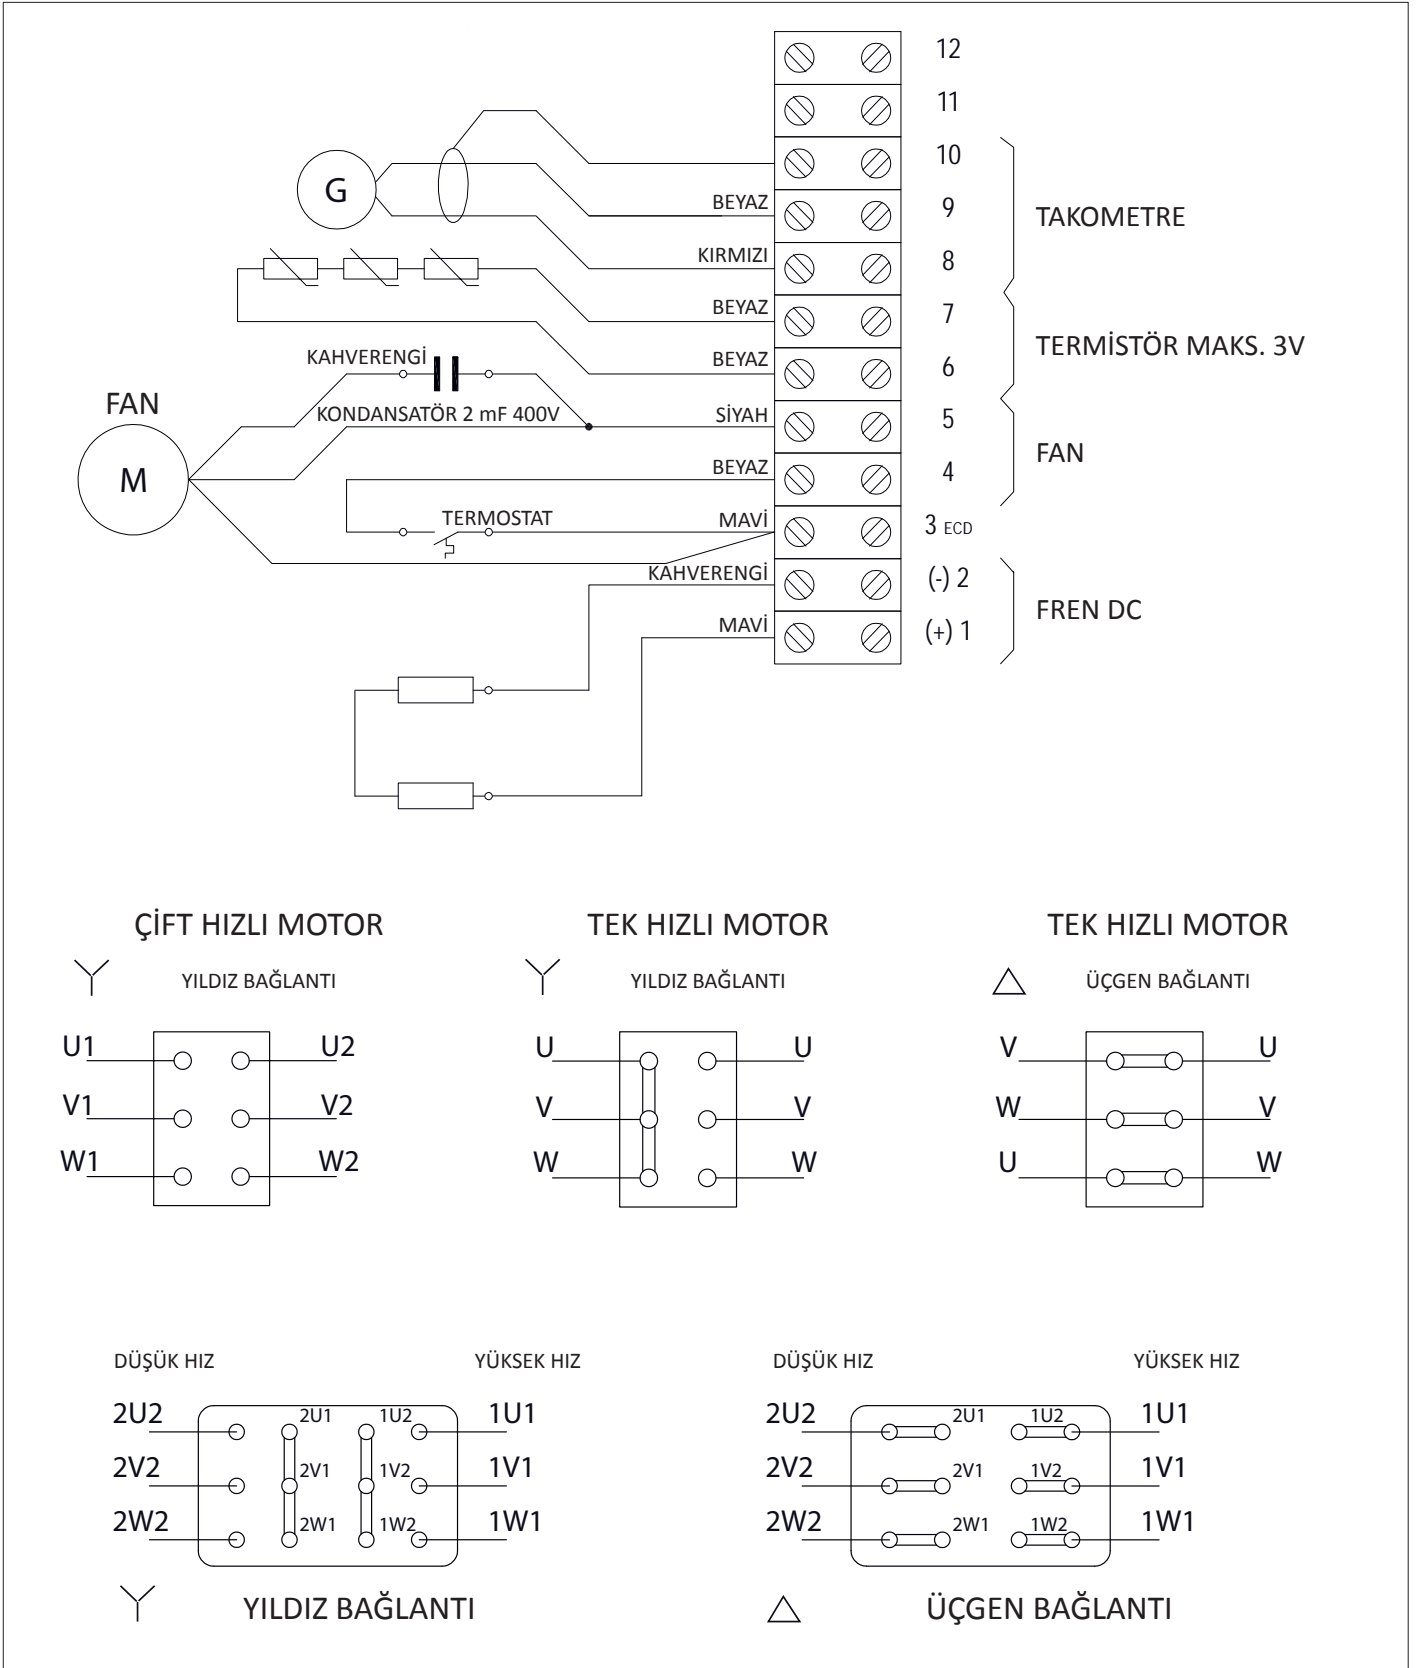 12
11
10
G
BEYAZ 9
TAKOMETRE
KIRMIZI 8
BEYAZ 7
TERMİSTÖR MAKS. 3V
KAHVERENGİ
BEYAZ 6
FAN
KONDANSATÖR 2 mF 400V
SİYAH 5
FAN
M
BEYAZ 4
TERMOSTAT
MAVİ 3 ECD
KAHVERENGİ (-) 2
FREN DC
MAVİ (+) 1
ÇİFT HIZLI MOTOR
YILDIZ BAĞLANTI
U1 U2
V1 V2
W1 W2
TEK HIZLI MOTOR
YILDIZ BAĞLANTI
U U
V V
W W
TEK HIZLI MOTOR
ÜÇGEN BAĞLANTI
V U
W V
U W
DÜŞÜK HIZ YÜKSEK HIZ
2U2 2U1 1U2 1U1
2V2 2V1 1V2 1V1
2W2 2W1 1W2 1W1
YILDIZ BAĞLANTI
DÜŞÜK HIZ YÜKSEK HIZ
2U2 2U1 1U2 1U1
2V2 2V1 1V2 1V1
2W2 2W1 1W2 1W1
ÜÇGEN BAĞLANTI